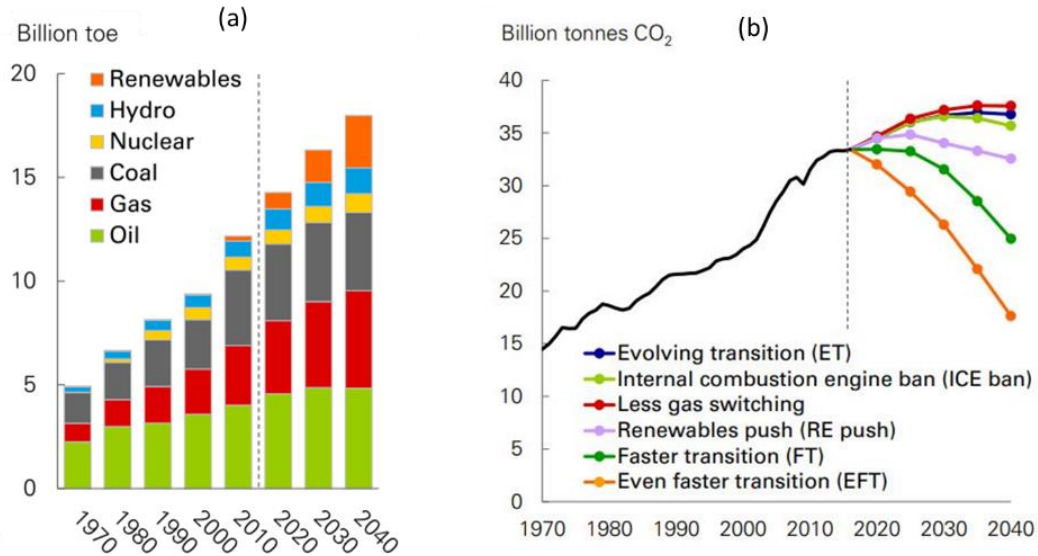 (a)
Billion toe
20
15
10
5
0
Renewables
Hydro
Nuclear
Coal
Gas
Oil
1970
1980
1990
2000
2010
2020
2030
2040
(b)
Billion tonnes CO₂
40
35
30
25
20
15
10
5
0
Evolving transition (ET)
Internal combustion engine ban (ICE ban)
Less gas switching
Renewables push (RE push)
Faster transition (FT)
Even faster transition (EFT)
1970 1980 1990 2000 2010 2020 2030 2040